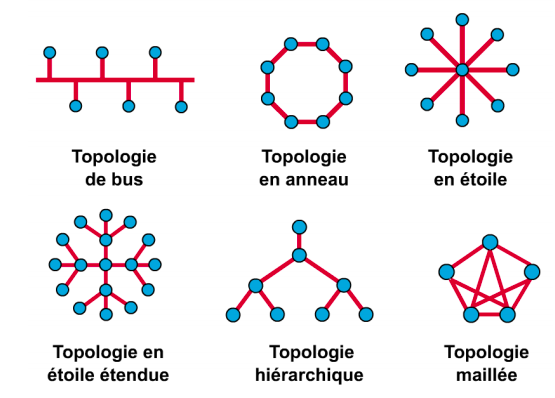 Topologie
de bus
Topologie
en anneau
Topologie
en étoile
Topologie en
étoile étendue
Topologie
hiérarchique
Topologie
maillée